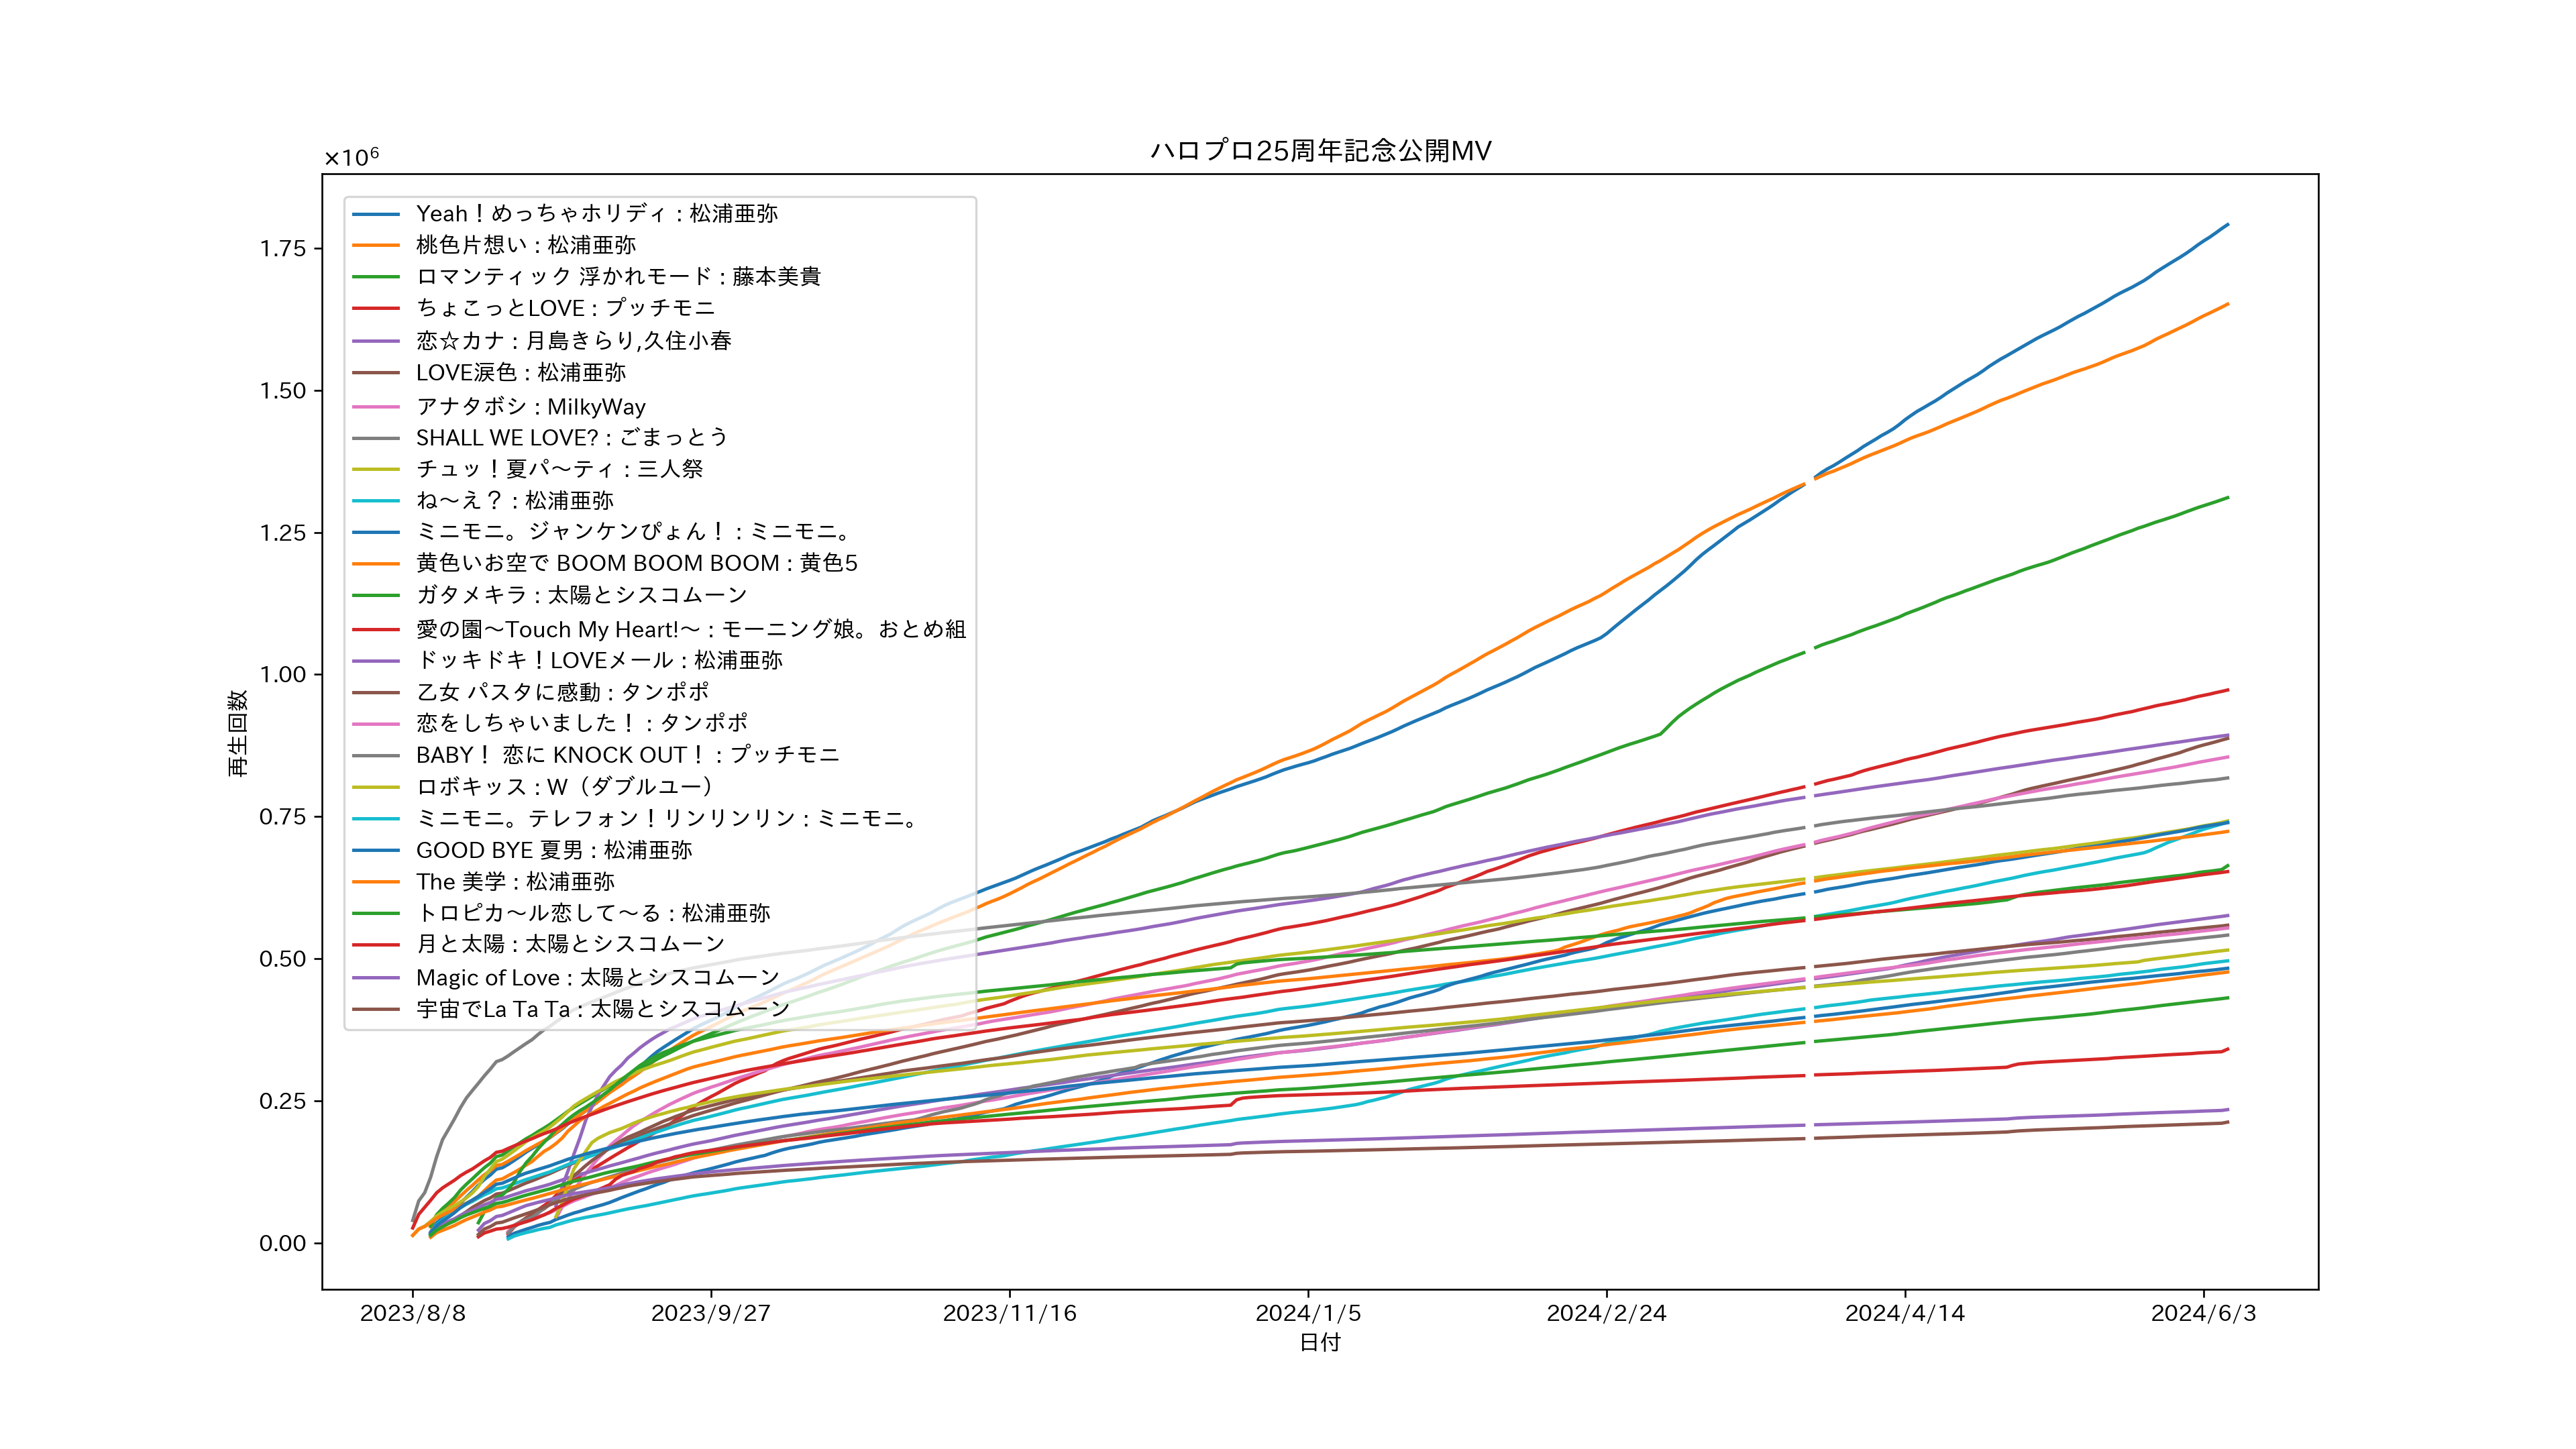 ハロプロ25周年記念公開MV
×10⁶
1.75
1.50
1.25
1.00
0.75
0.50
0.25
0.00
再生回数
Yeah！めっちゃホリディ : 松浦亜弥
桃色片想い : 松浦亜弥
ロマンティック 浮かれモード : 藤本美貴
ちょこっとLOVE : プッチモニ
恋☆カナ : 月島きらり,久住小春
LOVE涙色 : 松浦亜弥
アナタボシ : MilkyWay
SHALL WE LOVE? : ごまっとう
チュッ！夏パ〜ティ : 三人祭
ね〜え？ : 松浦亜弥
ミニモニ。ジャンケンぴょん！ : ミニモニ。
黄色いお空で BOOM BOOM BOOM : 黄色5
ガタメキラ : 太陽とシスコムーン
愛の園〜Touch My Heart!〜 : モーニング娘。おとめ組
ドッキドキ！LOVEメール : 松浦亜弥
乙女 パスタに感動 : タンポポ
恋をしちゃいました！ : タンポポ
BABY！ 恋に KNOCK OUT！ : プッチモニ
ロボキッス : W（ダブルユー）
ミニモニ。テレフォン！リンリンリン : ミニモニ。
GOOD BYE 夏男 : 松浦亜弥
The 美学 : 松浦亜弥
トロピカ〜ル恋して〜る : 松浦亜弥
月と太陽 : 太陽とシスコムーン
Magic of Love : 太陽とシスコムーン
宇宙でLa Ta Ta : 太陽とシスコムーン
2023/8/8
2023/9/27
2023/11/16
2024/1/5
2024/2/24
2024/4/14
2024/6/3
日付